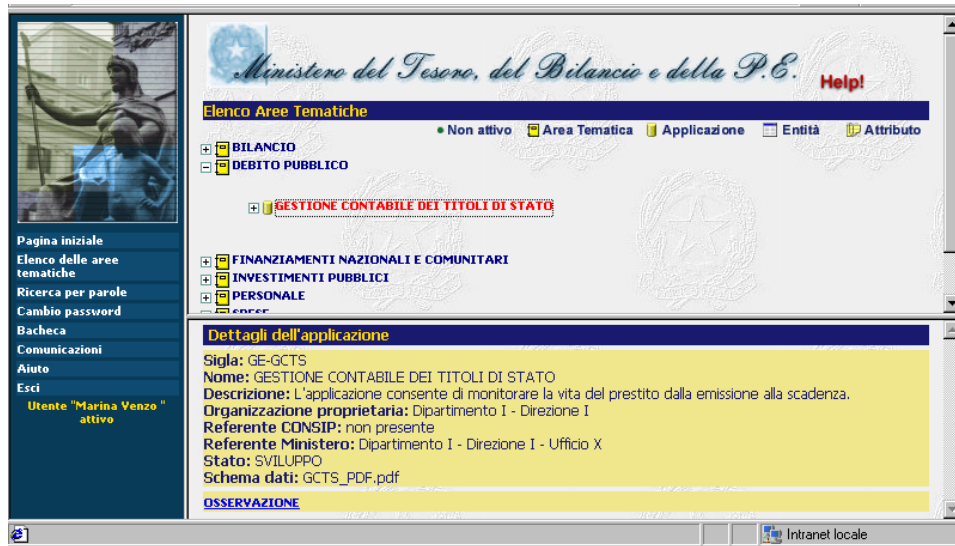 Ministero del Tesoro, del Bilancio e della P.E.
Help!
Elenco Aree Tematiche
Non attivo Area Tematica Applicazione Entità Attributo
BILANCIO
DEBITO PUBBLICO
GESTIONE CONTABILE DEI TITOLI DI STATO
FINANZIAMENTI NAZIONALI E COMUNITARI
INVESTIMENTI PUBBLICI
PERSONALE
SPESE
Pagina iniziale
Elenco delle aree
tematiche
Ricerca per parole
Cambio password
Bacheca
Comunicazioni
Aiuto
Esci
Utente "Marina Venzo "
attivo
Dettagli dell'applicazione
Sigla: GE-GCTS
Nome: GESTIONE CONTABILE DEI TITOLI DI STATO
Descrizione: L'applicazione consente di monitorare la vita del prestito dalla emissione alla scadenza.
Organizzazione proprietaria: Dipartimento I - Direzione I
Referente CONSIP: non presente
Referente Ministero: Dipartimento I - Direzione I - Ufficio X
Stato: SVILUPPO
Schema dati: GCTS_PDF.pdf
OSSERVAZIONE
Intranet locale